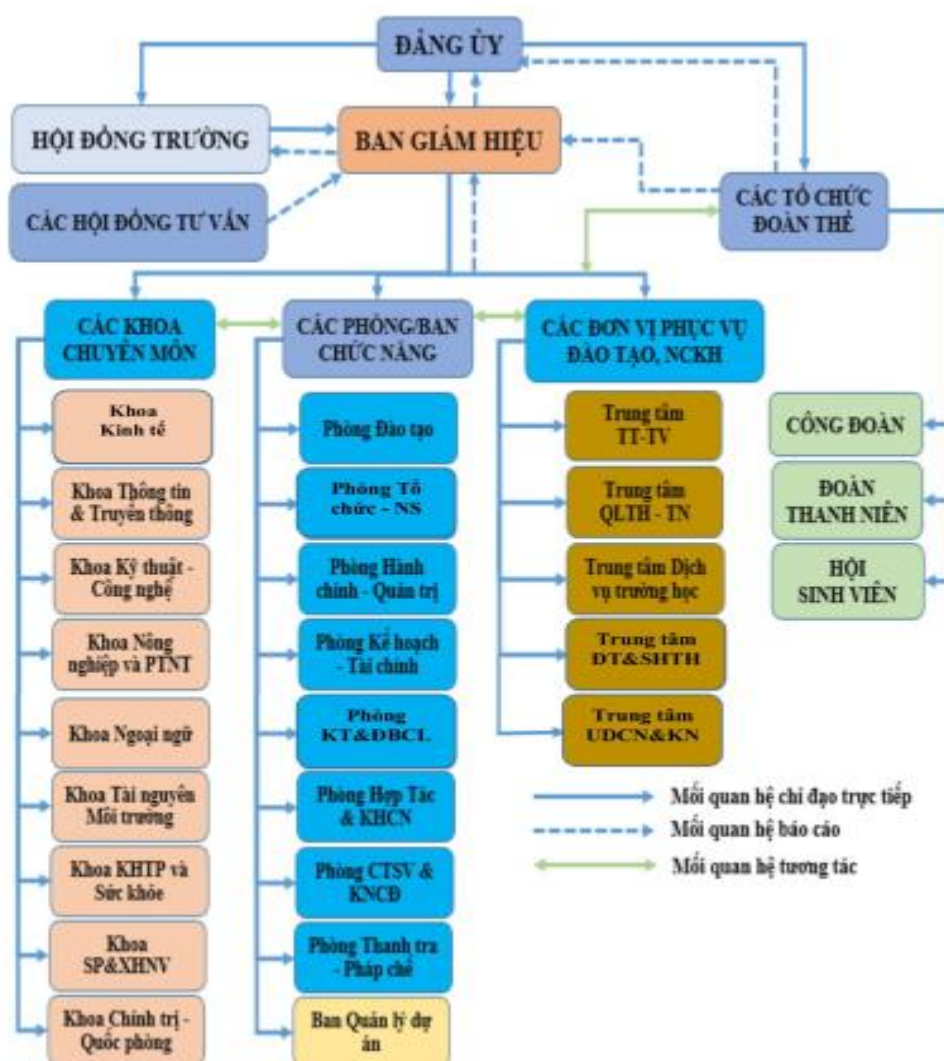 ĐẢNG ỦY
HỘI ĐỒNG TRƯỜNG
BAN GIÁM HIỆU
CÁC HỘI ĐỒNG TƯ VẤN
CÁC TỔ CHỨC
ĐOÀN THỂ
CÁC KHOA
CHUYÊN MÔN
CÁC PHÒNG/BAN
CHỨC NĂNG
CÁC ĐƠN VỊ PHỤC VỤ
ĐÀO TẠO, NCKH
Khoa
Kinh tế
Khoa Thông tin
& Truyền thông
Khoa Kỹ thuật -
Công nghệ
Khoa Nông
nghiệp và PTNT
Khoa Ngoại ngữ
Khoa Tài nguyên
Môi trường
Khoa KHTP và
Sức khỏe
Khoa
SP&XHNV
Khoa Chính trị -
Quốc phòng
Phòng Đào tạo
Phòng Tổ
chức - NS
Phòng Hành
chính - Quản trị
Phòng Kế hoạch
- Tài chính
Phòng
KT&ĐBCL
Phòng Hợp Tác
& KHCN
Phòng CTSV &
KNCĐ
Phòng Thanh tra
- Pháp chế
Ban Quản lý dự
án
Trung tâm
TT-TV
Trung tâm
QLTH - TN
Trung tâm Dịch
vụ trường học
Trung tâm
DT&SHTH
Trung tâm
UDCN&KN
CÔNG ĐOÀN
ĐOÀN
THANH NIÊN
HỘI
SINH VIÊN
Mối quan hệ chỉ đạo trực tiếp
Mối quan hệ báo cáo
Mối quan hệ tương tác